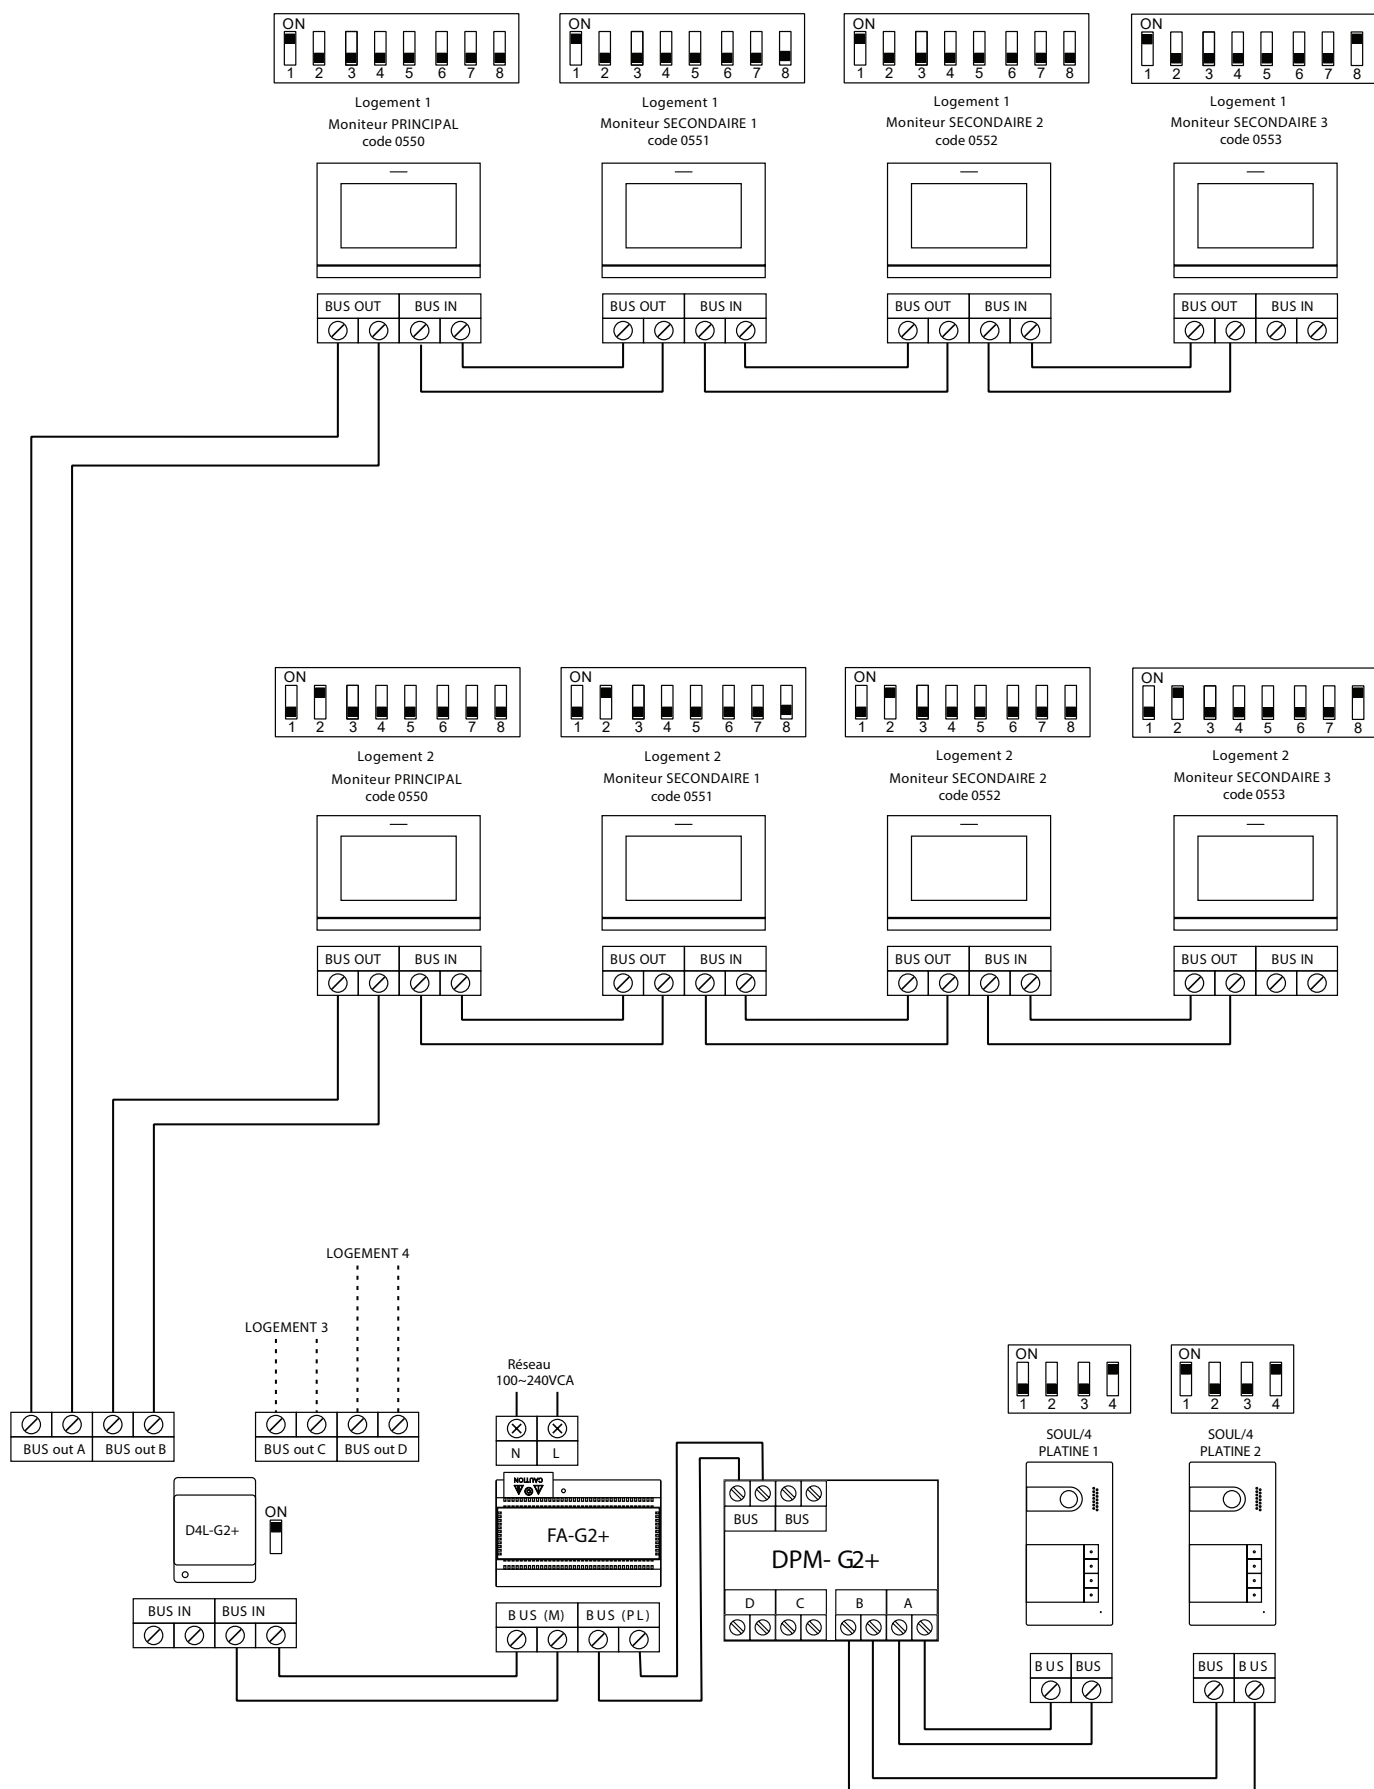 ON ON ON ON
1 2 3 4 5 6 7 8 1 2 3 4 5 6 7 8 1 2 3 4 5 6 7 8 1 2 3 4 5 6 7 8
Logement 1 Logement 1 Logement 1 Logement 1
Moniteur PRINCIPAL Moniteur SECONDAIRE 1 Moniteur SECONDAIRE 2 Moniteur SECONDAIRE 3
code 0550 code 0551 code 0552 code 0553
BUS OUT BUS IN BUS OUT BUS IN BUS OUT BUS IN BUS OUT BUS IN
ON ON ON ON
1 2 3 4 5 6 7 8 1 2 3 4 5 6 7 8 1 2 3 4 5 6 7 8 1 2 3 4 5 6 7 8
Logement 2 Logement 2 Logement 2 Logement 2
Moniteur PRINCIPAL Moniteur SECONDAIRE 1 Moniteur SECONDAIRE 2 Moniteur SECONDAIRE 3
code 0550 code 0551 code 0552 code 0553
BUS OUT BUS IN BUS OUT BUS IN BUS OUT BUS IN BUS OUT BUS IN
LOGEMENT 4
LOGEMENT 3
Réseau
100~240VCA
ON ON
1 2 3 4 1 2 3 4
BUS out A BUS out B BUS out C BUS out D N L
SOUL/4 SOUL/4
PLATINE 1 PLATINE 2
CAUTION
ON
D4L-G2+ FA-G2+
BUS BUS
DPM- G2+
D C B A
BUS IN BUS IN BUS (M) BUS (PL)
BUS BUS BUS BUS